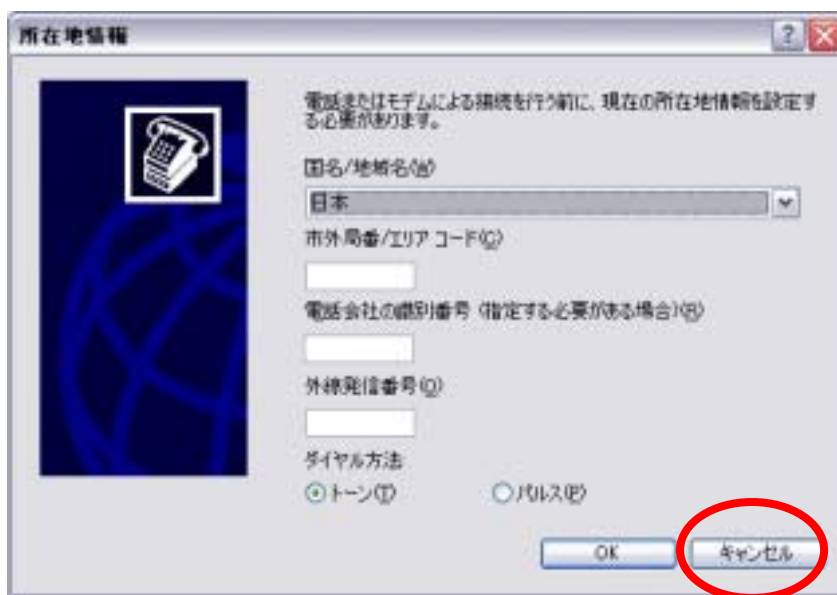 所在地情報
電話またはモデムによる接続を行う前に、現在の所在地情報を設定す
る必要があります。
国名/地域名(W)
日本
市外局番/エリア コード(C)
電話会社の識別番号 (指定する必要がある場合)(R)
外線発信番号(O)
ダイヤル方法
トーン(T) パルス(P)
OK キャンセル